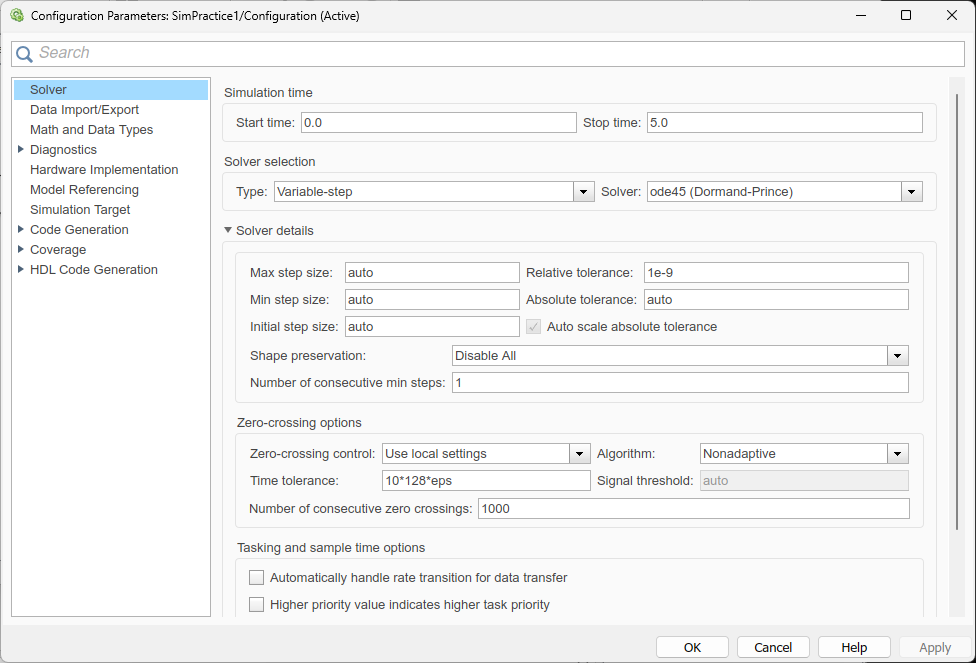 Configuration Parameters: SimPractice1/Configuration (Active)
Search
Solver
Data Import/Export
Math and Data Types
Diagnostics
Hardware Implementation
Model Referencing
Simulation Target
Code Generation
Coverage
HDL Code Generation
Simulation time
Start time: 0.0 Stop time: 5.0
Solver selection
Type: Variable-step Solver: ode45 (Dormand-Prince)
Solver details
Max step size: auto Relative tolerance: 1e-9
Min step size: auto Absolute tolerance: auto
Initial step size: auto Auto scale absolute tolerance
Shape preservation: Disable All
Number of consecutive min steps: 1
Zero-crossing options
Zero-crossing control: Use local settings Algorithm: Nonadaptive
Time tolerance: 10*128*eps Signal threshold: auto
Number of consecutive zero crossings: 1000
Tasking and sample time options
Automatically handle rate transition for data transfer
Higher priority value indicates higher task priority
OK Cancel Help Apply